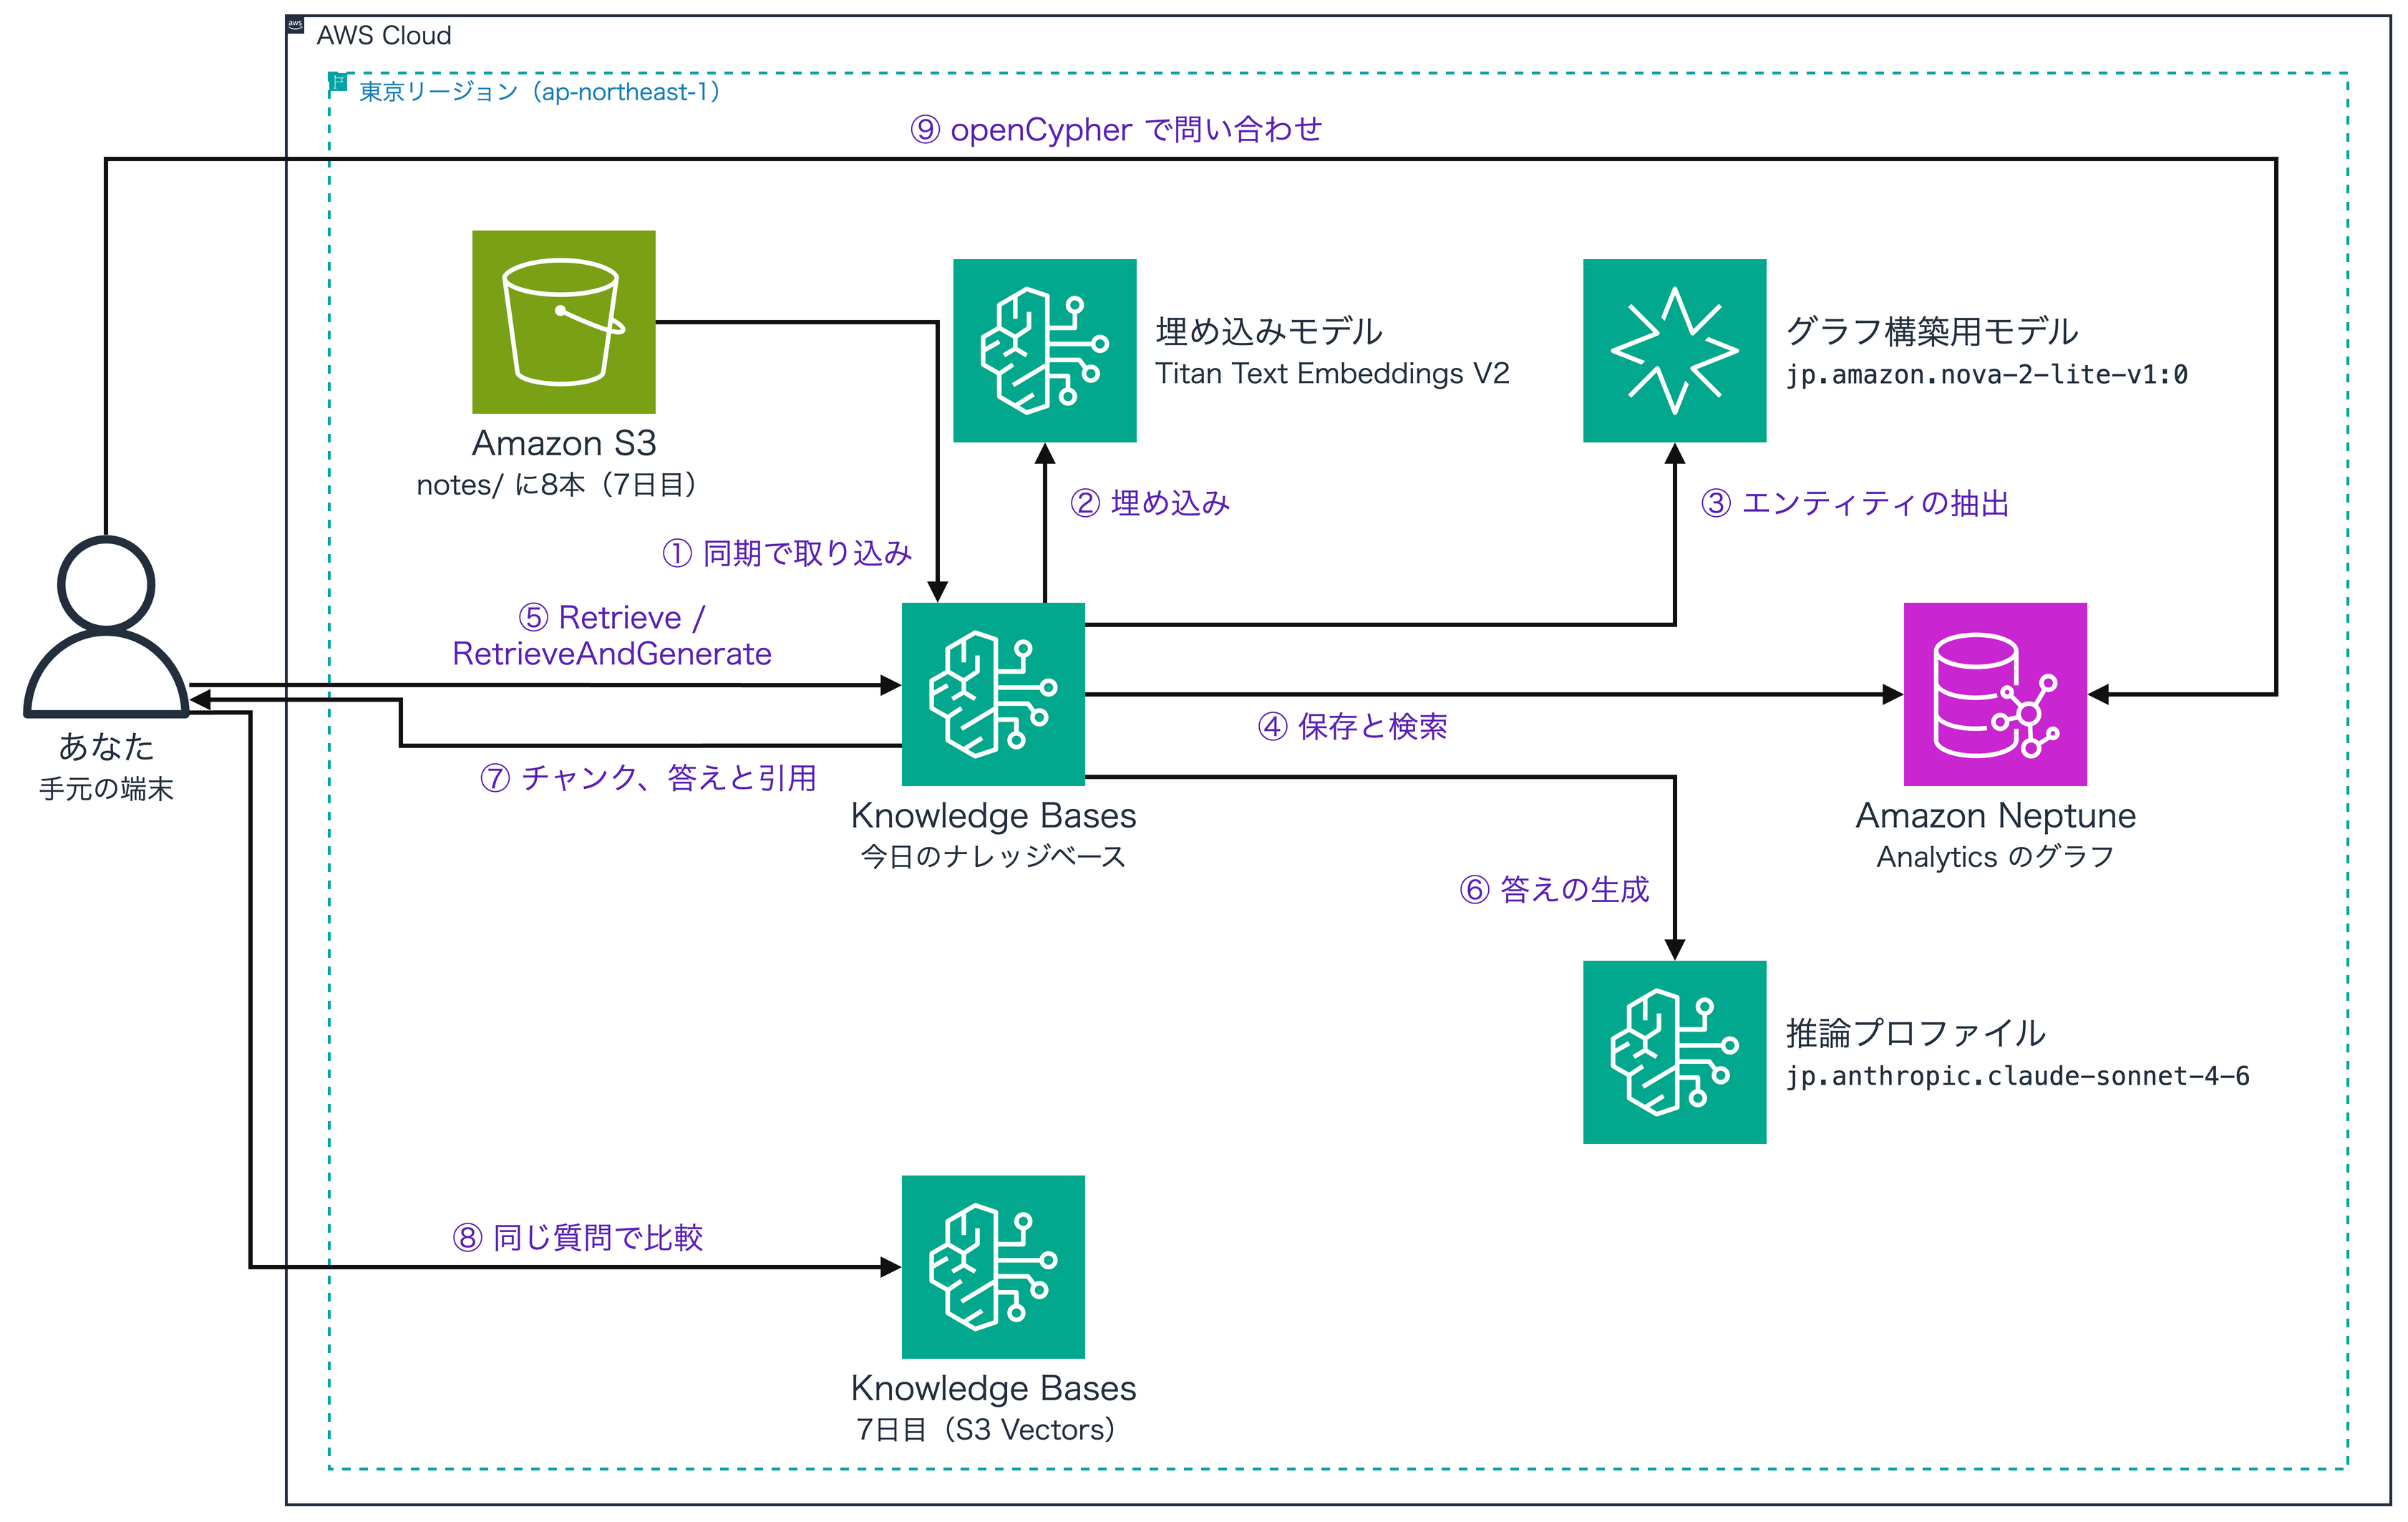 aws
AWS Cloud
東京リージョン（ap-northeast-1）
⑨ openCypher で問い合わせ
Amazon S3
notes/ に8本（7日目）
埋め込みモデル
Titan Text Embeddings V2
グラフ構築用モデル
jp.amazon.nova-2-lite-v1:0
① 同期で取り込み
② 埋め込み
③ エンティティの抽出
⑤ Retrieve /
RetrieveAndGenerate
あなた
手元の端末
④ 保存と検索
⑦ チャンク、答えと引用
Knowledge Bases
今日のナレッジベース
Amazon Neptune
Analytics のグラフ
⑥ 答えの生成
推論プロファイル
jp.anthropic.claude-sonnet-4-6
⑧ 同じ質問で比較
Knowledge Bases
7日目（S3 Vectors）